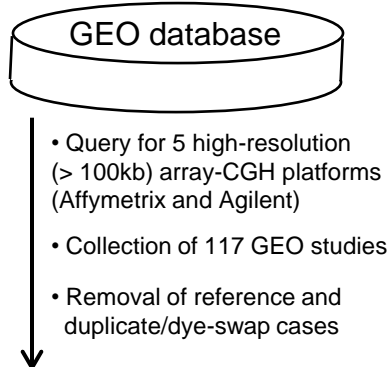 GEO database
• Query for 5 high-resolution
(> 100kb) array-CGH platforms
(Affymetrix and Agilent)
• Collection of 117 GEO studies
• Removal of reference and
duplicate/dye-swap cases